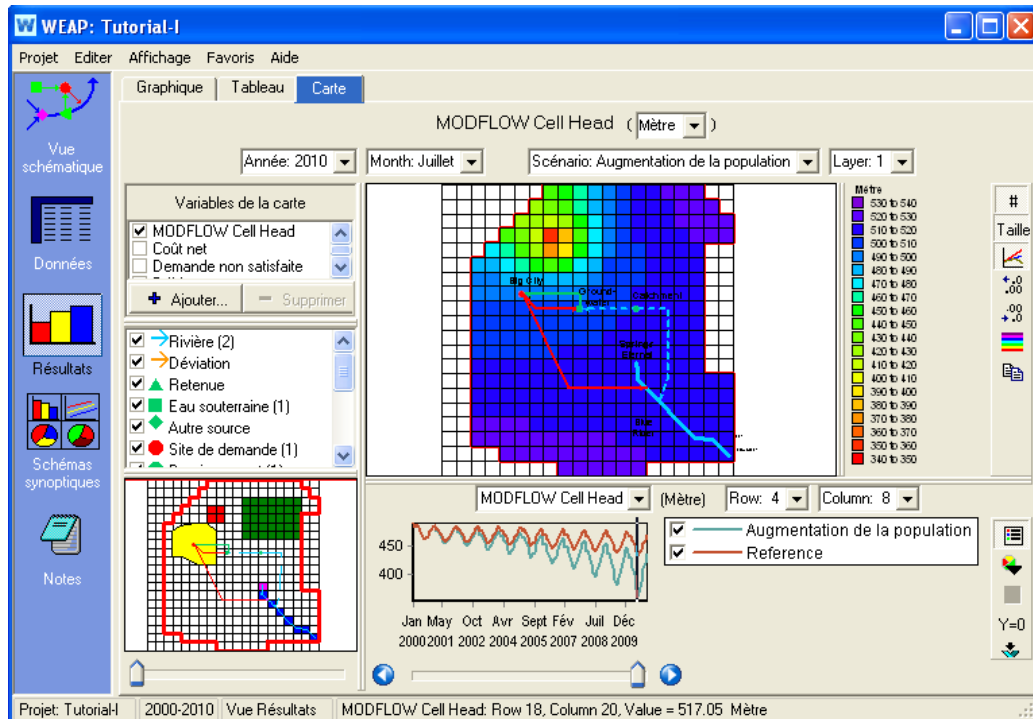 WEAP: Tutorial-I
Projet Editer Affichage Favoris Aide
Graphique Tableau Carte
MODFLOW Cell Head ( Mètre )
Année: 2010 Month: Juillet Scénario: Augmentation de la population Layer: 1
Vue schématique
Données
Résultats
Schémas synoptiques
Notes
Variables de la carte
MODFLOW Cell Head
Coût net
Demande non satisfaite
Ajouter... Supprimer
Rivière (2)
Déviation
Retenue
Eau souterraine (1)
Autre source
Site de demande (1)
Big City
Ground-
water
Catchment
Blue
River
Mètre
530 to 540
520 to 530
510 to 520
500 to 510
490 to 500
480 to 490
470 to 480
460 to 470
450 to 460
440 to 450
430 to 440
420 to 430
410 to 420
400 to 410
390 to 400
380 to 390
370 to 380
360 to 370
350 to 360
340 to 350
#
Taille
,0
.00
.00
.0
MODFLOW Cell Head (Mètre) Row: 4 Column: 8
Augmentation de la population
Reference
450
400
Jan May Oct Avr Sept Fév Juil Déc
2000 2001 2002 2004 2005 2007 2008 2009
Y=0
Projet: Tutorial-I 2000-2010 Vue Résultats MODFLOW Cell Head: Row 18, Column 20, Value = 517.05 Mètre